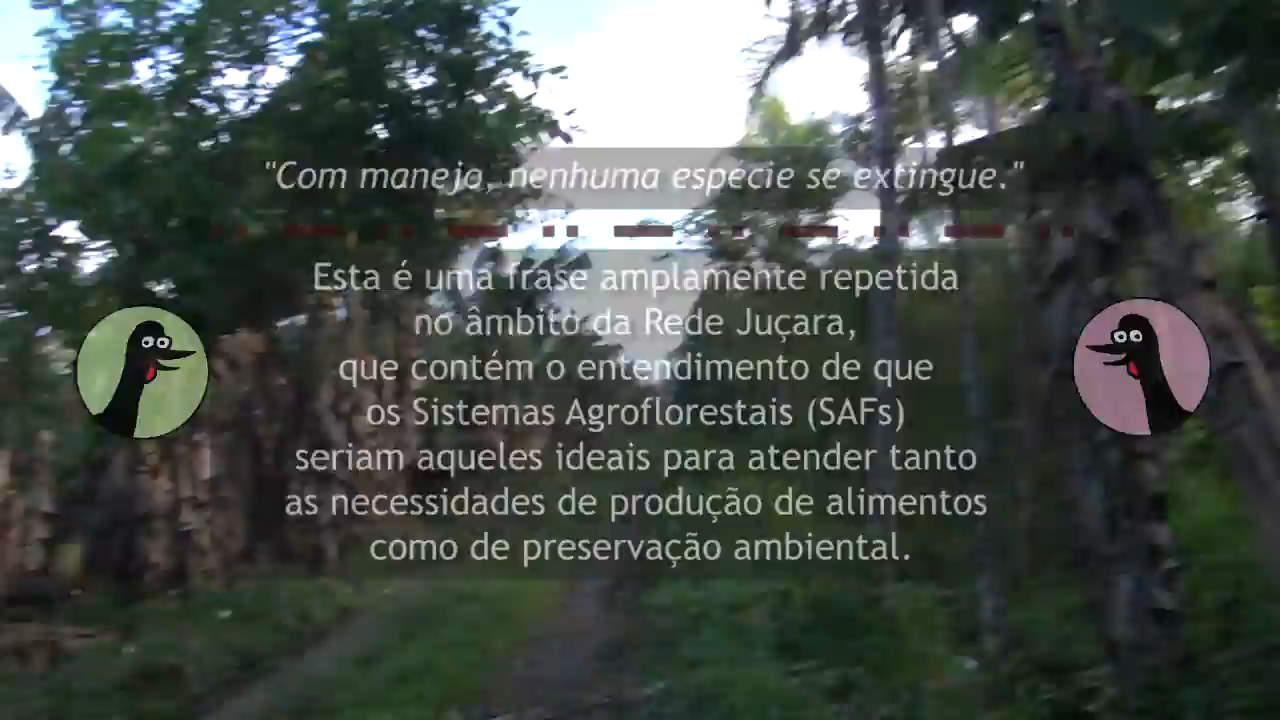 "Com manejo, nenhuma espécie se extingue."
Esta é uma frase amplamente repetida
no âmbito da Rede Juçara,
que contém o entendimento de que
os Sistemas Agroflorestais (SAFs)
seriam aqueles ideais para atender tanto
as necessidades de produção de alimentos
como de preservação ambiental.